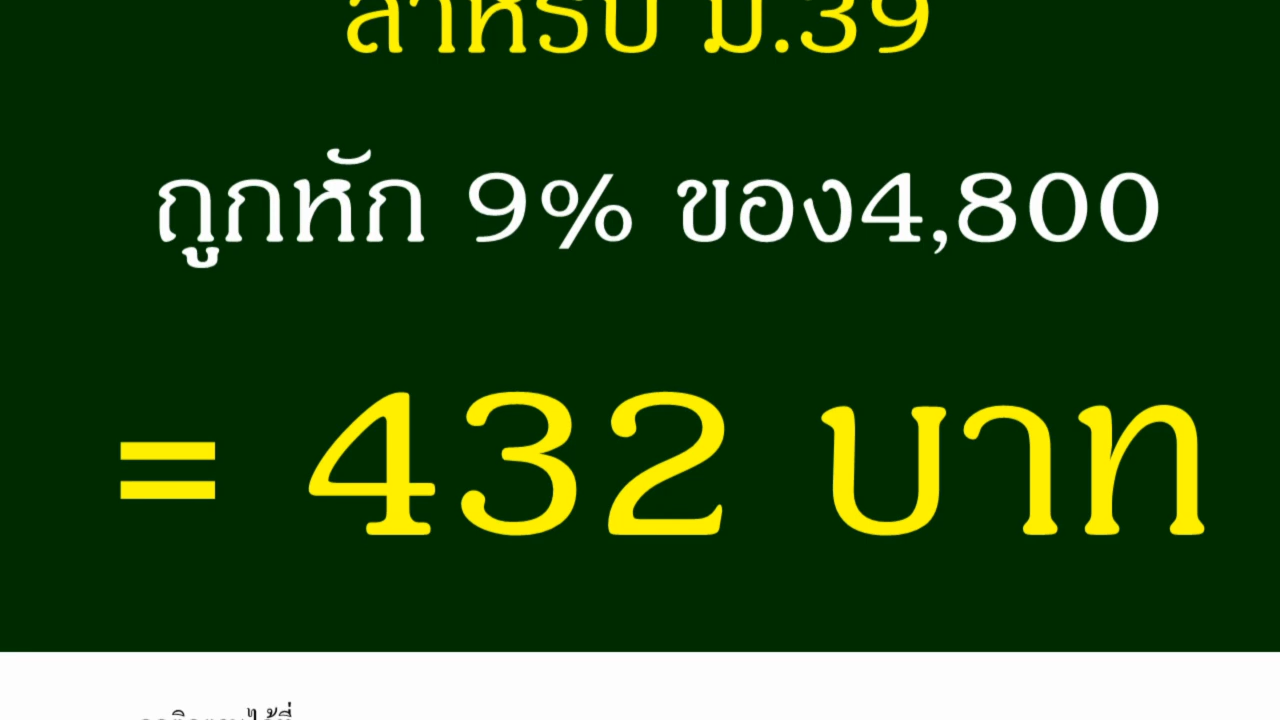 สำหรับ ม.39
ถูกหัก 9% ของ4,800
= 432 บาท